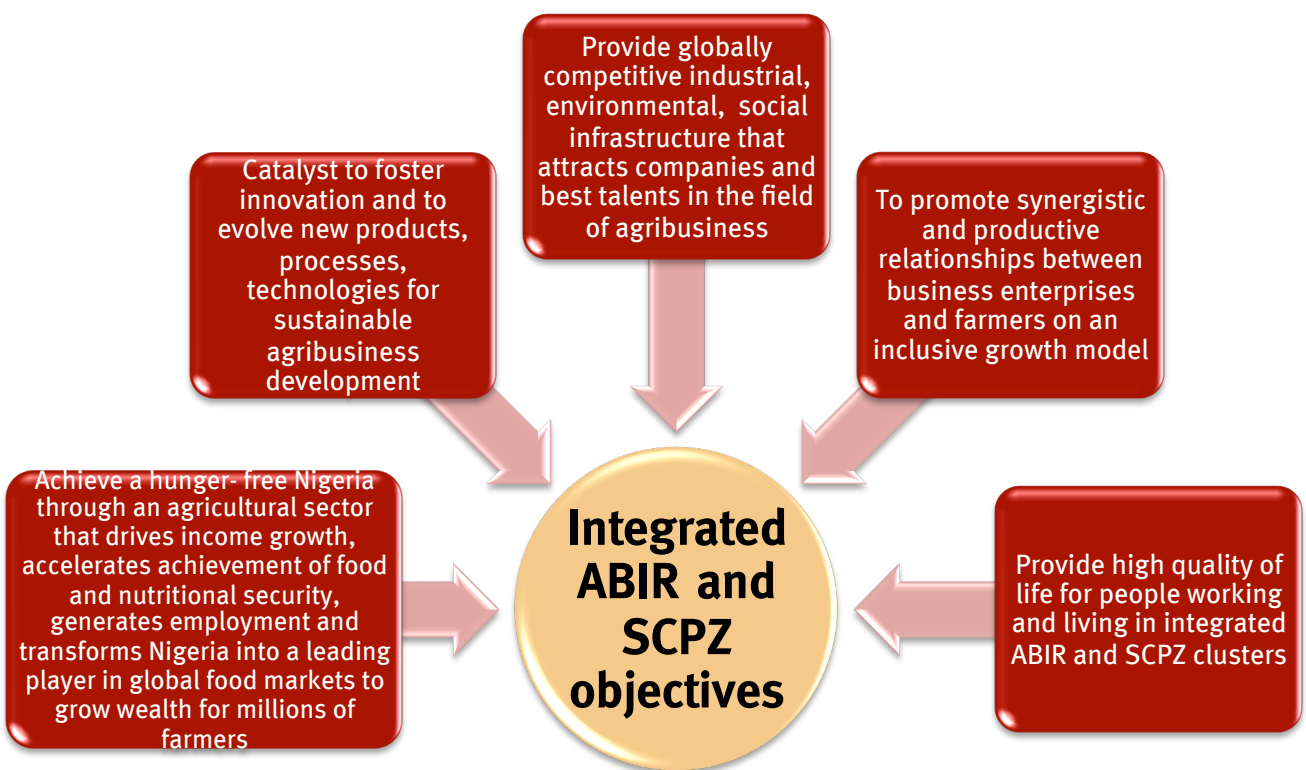 Provide globally
competitive industrial,
environmental, social
infrastructure that
attracts companies and
best talents in the field
of agribusiness
Catalyst to foster
innovation and to
evolve new products,
processes,
technologies for
sustainable
agribusiness
development
To promote synergistic
and productive
relationships between
business enterprises
and farmers on an
inclusive growth model
Achieve a hunger- free Nigeria
through an agricultural sector
that drives income growth,
accelerates achievement of food
and nutritional security,
generates employment and
transforms Nigeria into a leading
player in global food markets to
grow wealth for millions of
farmers
Integrated
ABIR and
SCPZ
objectives
Provide high quality of
life for people working
and living in integrated
ABIR and SCPZ clusters